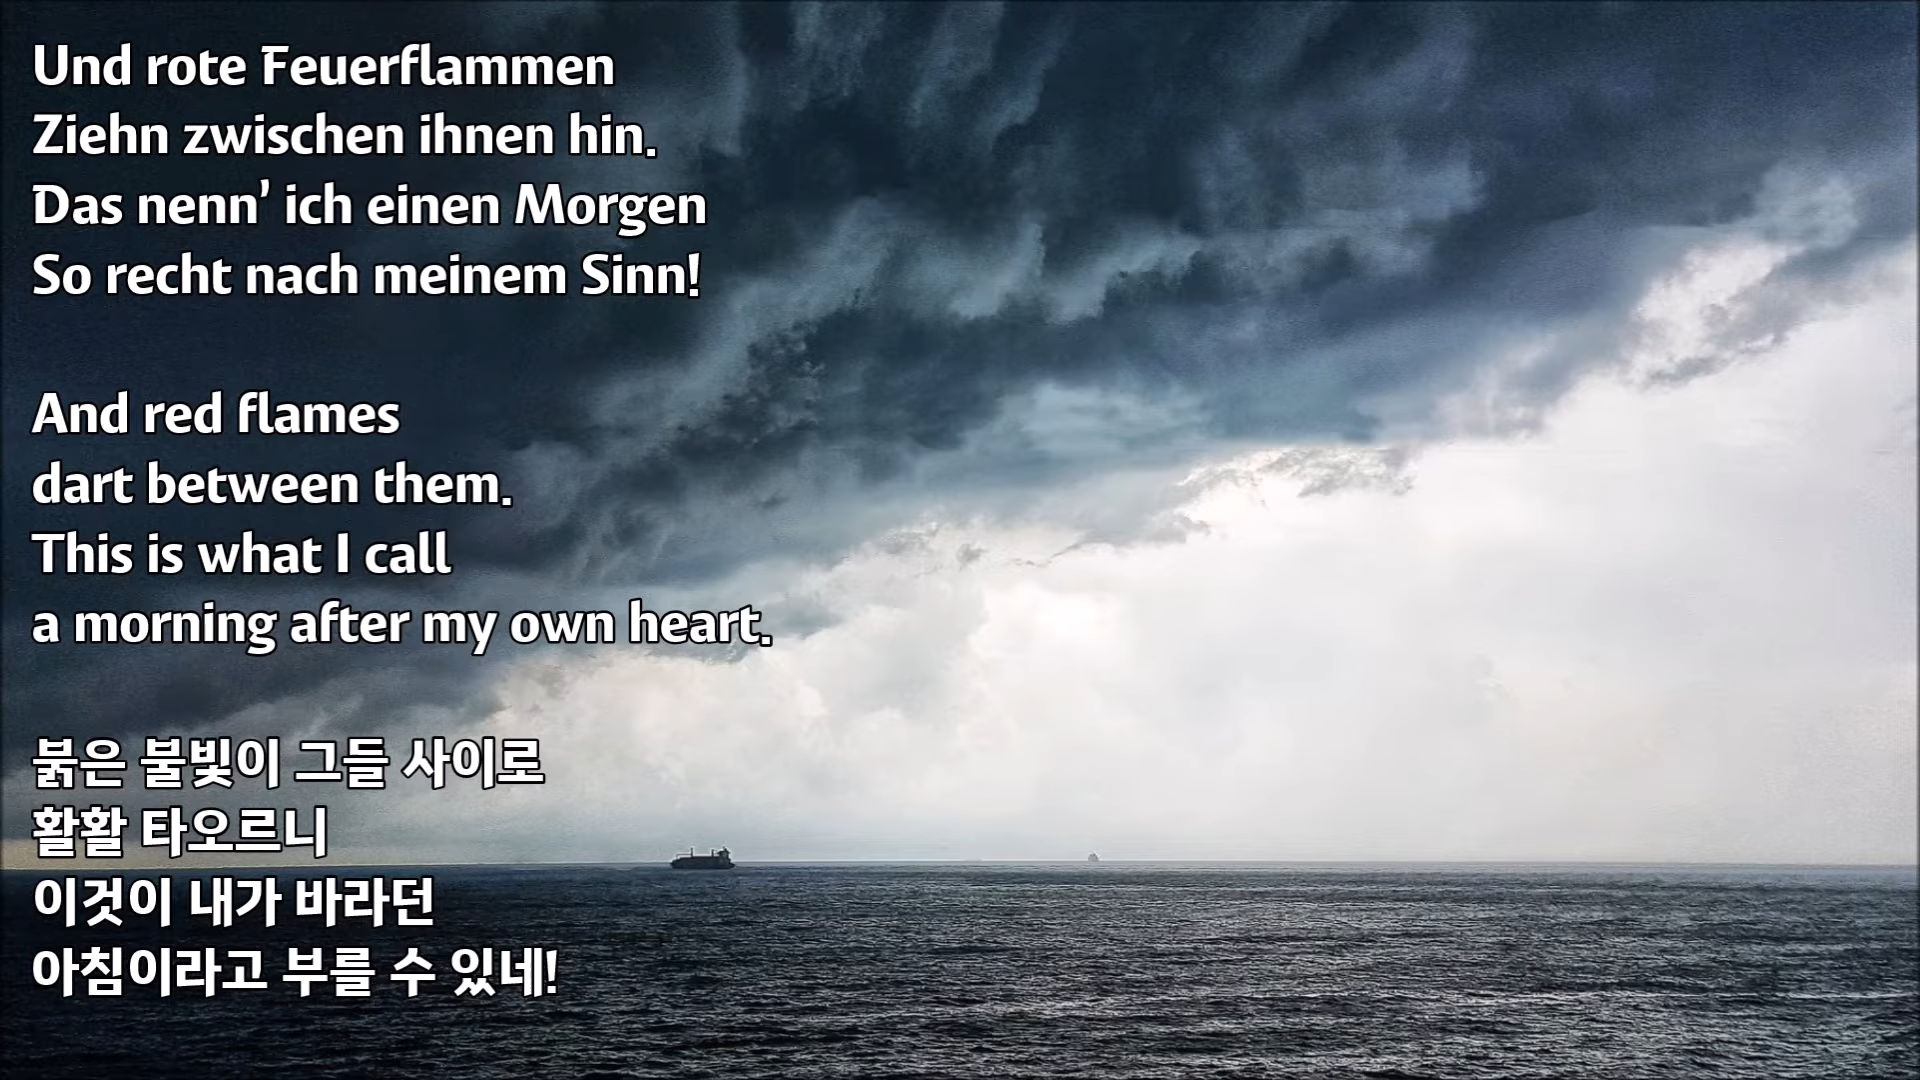 Und rote Feuerflammen
Ziehn zwischen ihnen hin.
Das nenn’ ich einen Morgen
So recht nach meinem Sinn!
And red flames
dart between them.
This is what I call
a morning after my own heart.
붉은 불빛이 그들 사이로
활활 타오르니
이것이 내가 바라던
아침이라고 부를 수 있네!